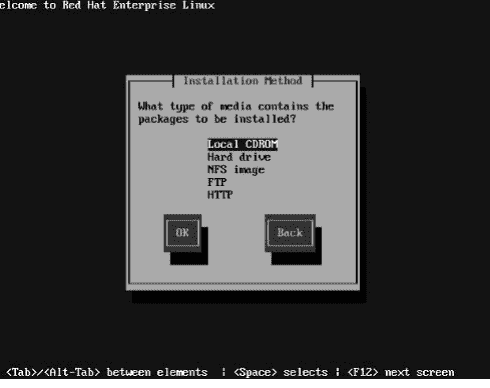 elcome to Red Hat Enterprise Linux
Installation Method
What type of media contains the
packages to be installed?
Local CDROM
Hard drive
NFS image
FTP
HTTP
OK Back
<Tab>/<Alt-Tab> between elements | <Space> selects | <F12> next screen